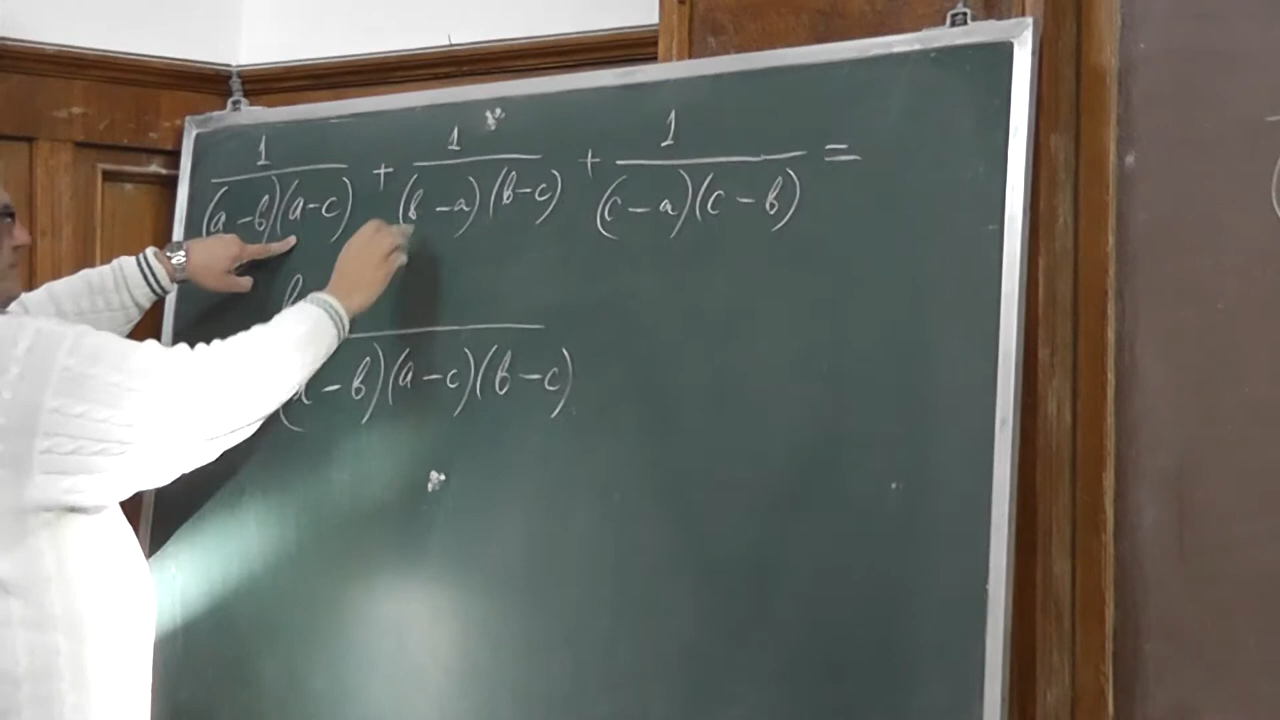 1/((a-b)(a-c)) + 1/((b-a)(b-c)) + 1/((c-a)(c-b)) =
b
(a-b)(a-c)(b-c)